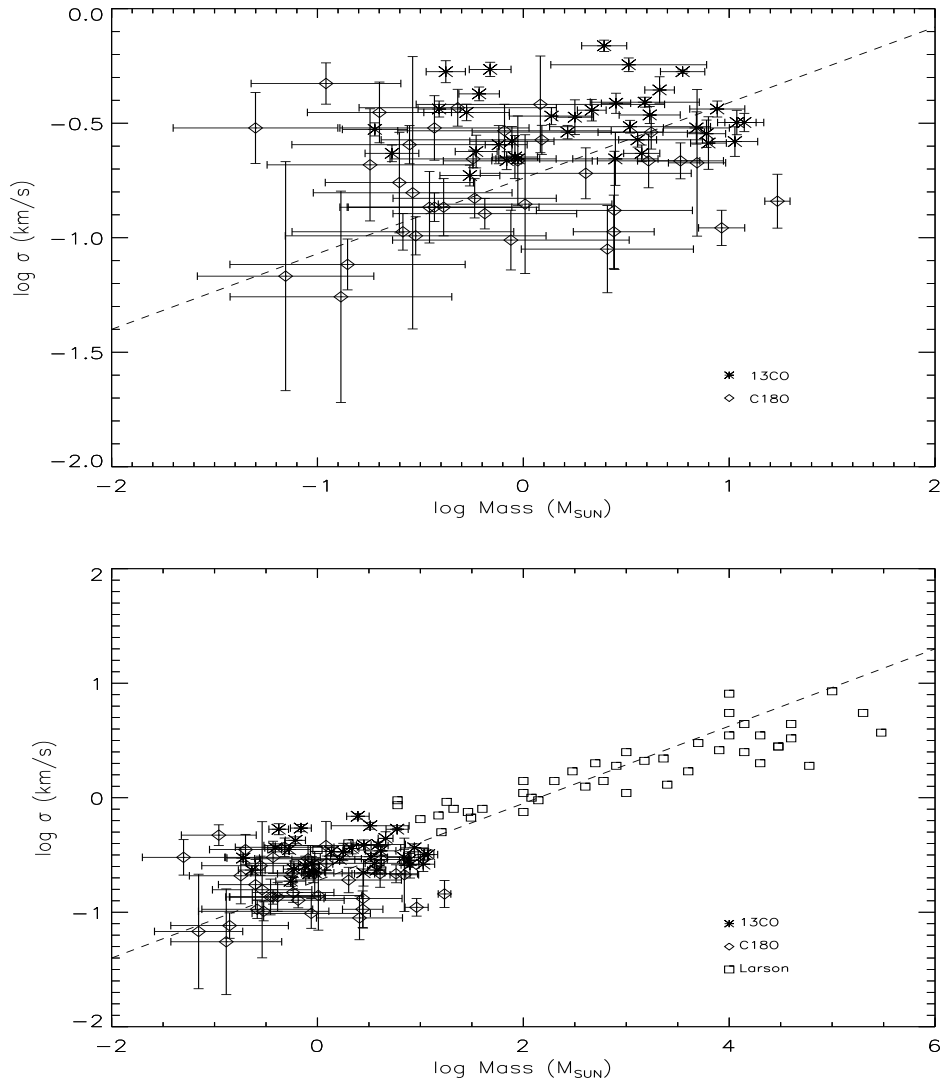 0.0
−0.5
−1.0
−1.5
−2.0
log σ (km/s)
13CO
C18O
−2 −1 0 1 2
log Mass (M_SUN)
2
1
0
−1
−2
log σ (km/s)
13CO
C18O
Larson
−2 0 2 4 6
log Mass (M_SUN)